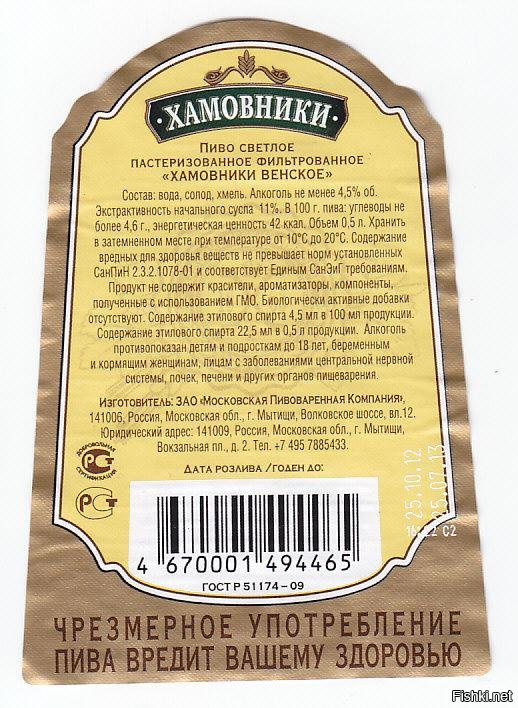 ·ХАМОВНИКИ·
Пиво светлое
пастеризованное фильтрованное
«Хамовники Венское»
Состав: вода, солод, хмель. Алкоголь не менее 4,5% об.
Экстрактивность начального сусла 11%. В 100 г. пива: углеводы не
более 4,6 г., энергетическая ценность 42 ккал. Объем 0,5 л. Хранить
в затемненном месте при температуре от 10°С до 20°С. Содержание
вредных для здоровья веществ не превышает норм установленных
СанПиН 2.3.2.1078-01 и соответствует Единым СанЭиГ требованиям.
Продукт не содержит красители, ароматизаторы, компоненты,
полученные с использованием ГМО. Биологически активные добавки
отсутствуют. Содержание этилового спирта 4,5 мл в 100 мл продукции.
Содержание этилового спирта 22,5 мл в 0,5 л продукции. Алкоголь
противопоказан детям и подросткам до 18 лет, беременным
и кормящим женщинам, лицам с заболеваниями центральной нервной
системы, почек, печени и других органов пищеварения.
Изготовитель: ЗАО «Московская Пивоваренная Компания»,
141006, Россия, Московская обл., г. Мытищи, Волковское шоссе, вл.12.
Юридический адрес: 141009, Россия, Московская обл., г. Мытищи,
Вокзальная пл., д. 2. Тел. +7 495 7885433.
Дата розлива /Годен до:
ДОБРОВОЛЬНАЯ
РСТ
СЕРТИФИКАЦИЯ
РСТ
25.10.12
25.07.13
C2
4 670001 494465
ГОСТ Р 51174–09
ЧРЕЗМЕРНОЕ УПОТРЕБЛЕНИЕ
ПИВА ВРЕДИТ ВАШЕМУ ЗДОРОВЬЮ
Fishki.net